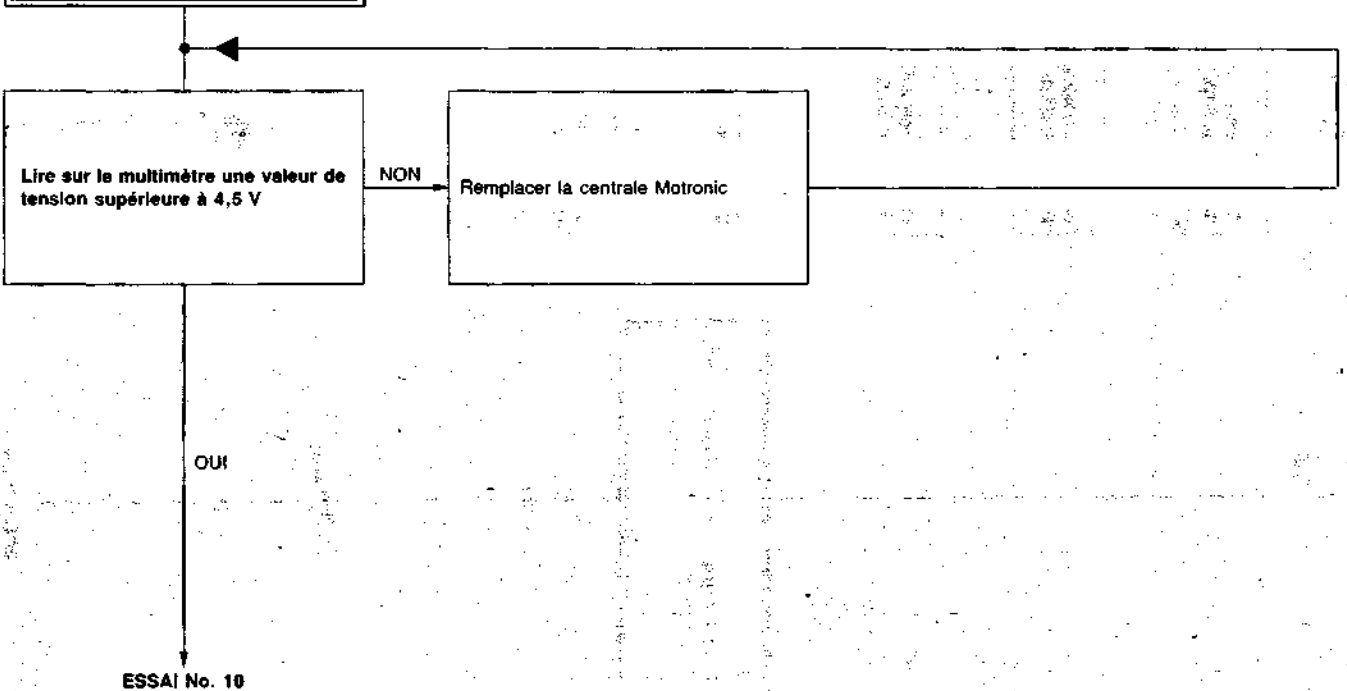 Lire sur le multimètre une valeur de
tension supérieure à 4,5 V
NON
Remplacer la centrale Motronic
OUI
ESSAI No. 10